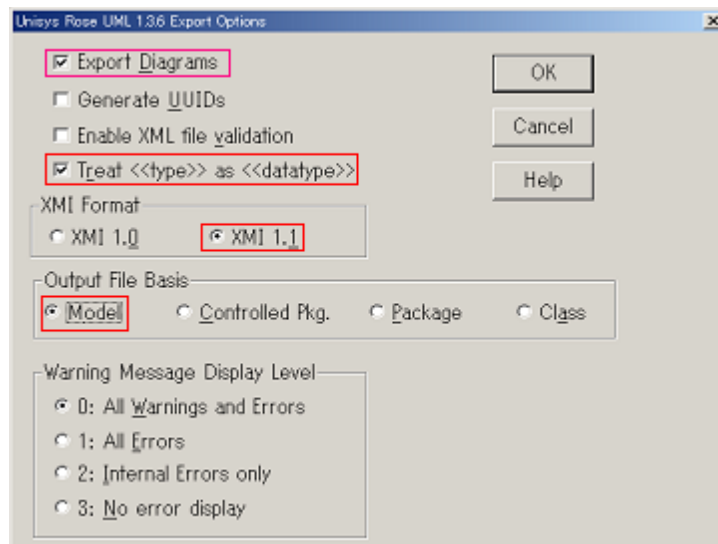 Unisys Rose UML 1.3.6 Export Options
Export Diagrams
OK
Generate UUIDs
Enable XML file validation
Cancel
Treat <<type>> as <<datatype>>
Help
XMI Format
XMI 1.0
XMI 1.1
Output File Basis
Model
Controlled Pkg.
Package
Class
Warning Message Display Level
0: All Warnings and Errors
1: All Errors
2: Internal Errors only
3: No error display